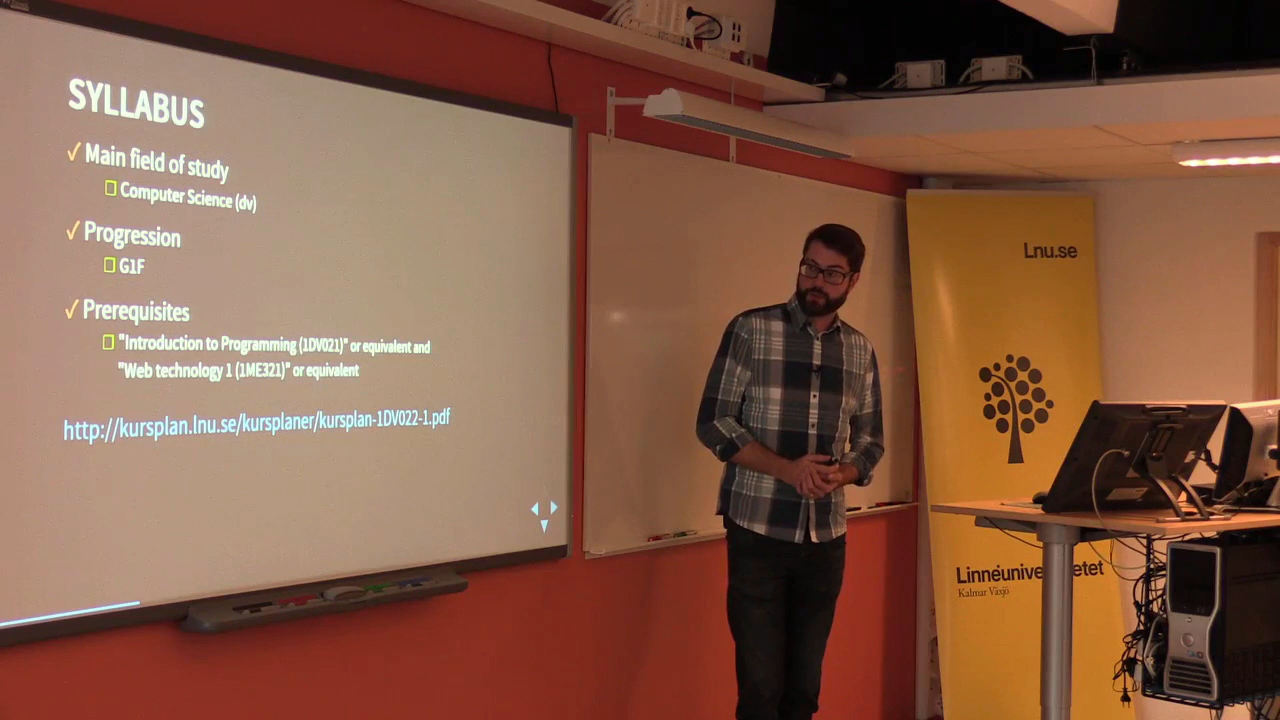 SYLLABUS
✓ Main field of study
Computer Science (dv)
✓ Progression
G1F
✓ Prerequisites
"Introduction to Programming (1DV021)" or equivalent and
"Web technology 1 (1ME321)" or equivalent
http://kursplan.lnu.se/kursplaner/kursplan-1DV022-1.pdf
Lnu.se
Linnéuniversitetet
Kalmar Växjö